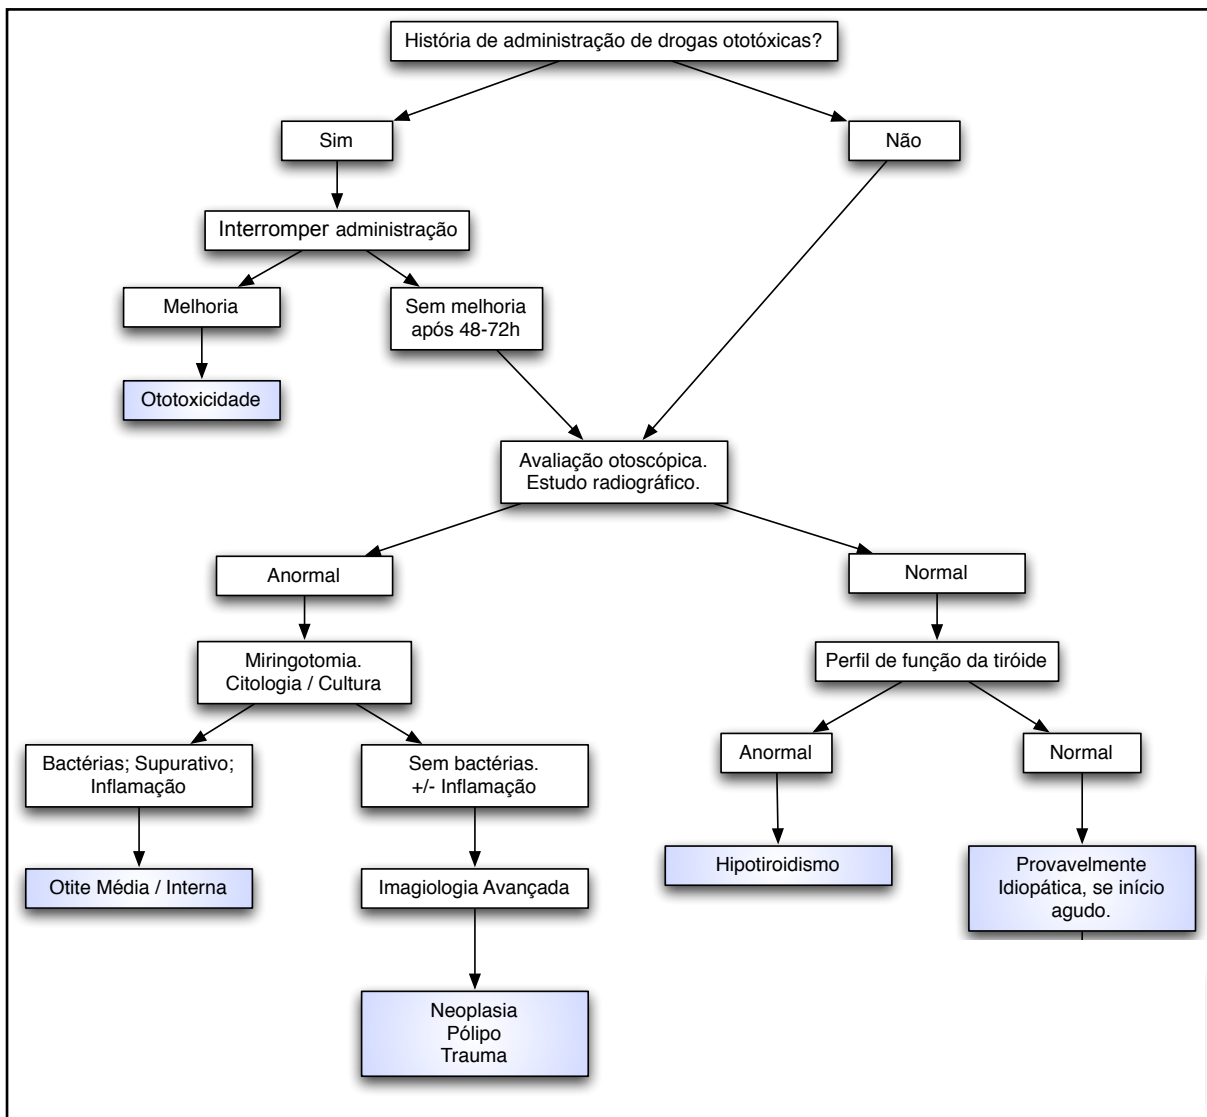 História de administração de drogas ototóxicas?
Sim
Não
Interromper administração
Melhoria
Sem melhoria
após 48-72h
Ototoxicidade
Avaliação otoscópica.
Estudo radiográfico.
Anormal
Normal
Miringotomia.
Citologia / Cultura
Perfil de função da tiróide
Bactérias; Supurativo;
Inflamação
Sem bactérias.
+/- Inflamação
Anormal
Normal
Otite Média / Interna
Imagiologia Avançada
Hipotiroidismo
Provavelmente
Idiopática, se início
agudo.
Neoplasia
Pólipo
Trauma